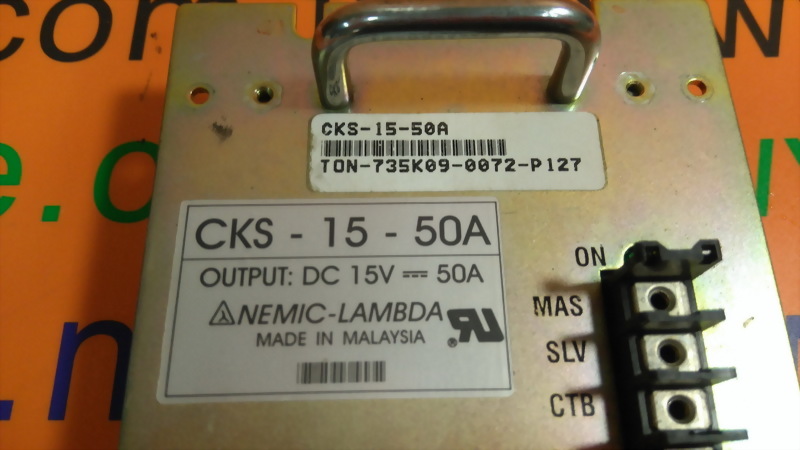 CKS-15-50A
TON-735K09-0072-P127
CKS - 15 - 50A
OUTPUT: DC 15V ⎓ 50A
NEMIC-LAMBDA
MADE IN MALAYSIA
ON
MAS
SLV
CTB